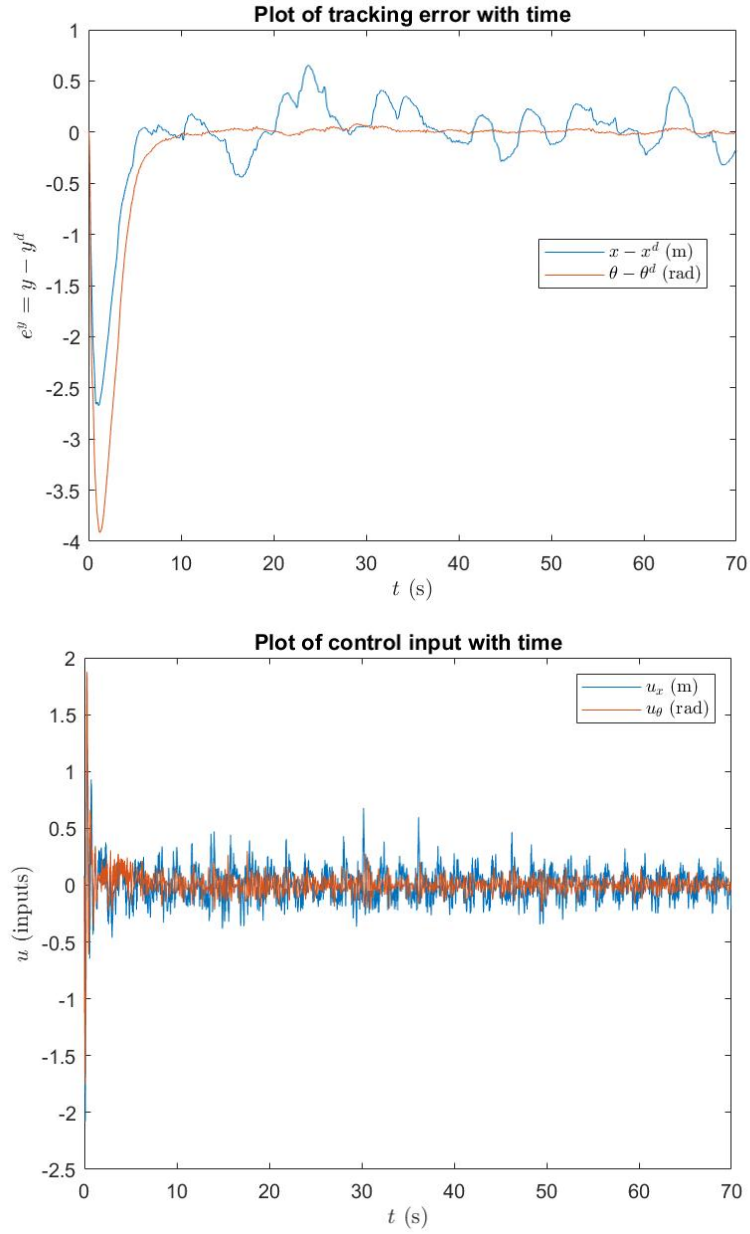 Plot of tracking error with time
1
0.5
0
-0.5
-1
-1.5
-2
-2.5
-3
-3.5
-4
e^y = y − y^d
x − x^d (m)
θ − θ^d (rad)
0 10 20 30 40 50 60 70
t (s)
Plot of control input with time
2
1.5
1
0.5
0
-0.5
-1
-1.5
-2
-2.5
u (inputs)
u_x (m)
u_θ (rad)
0 10 20 30 40 50 60 70
t (s)